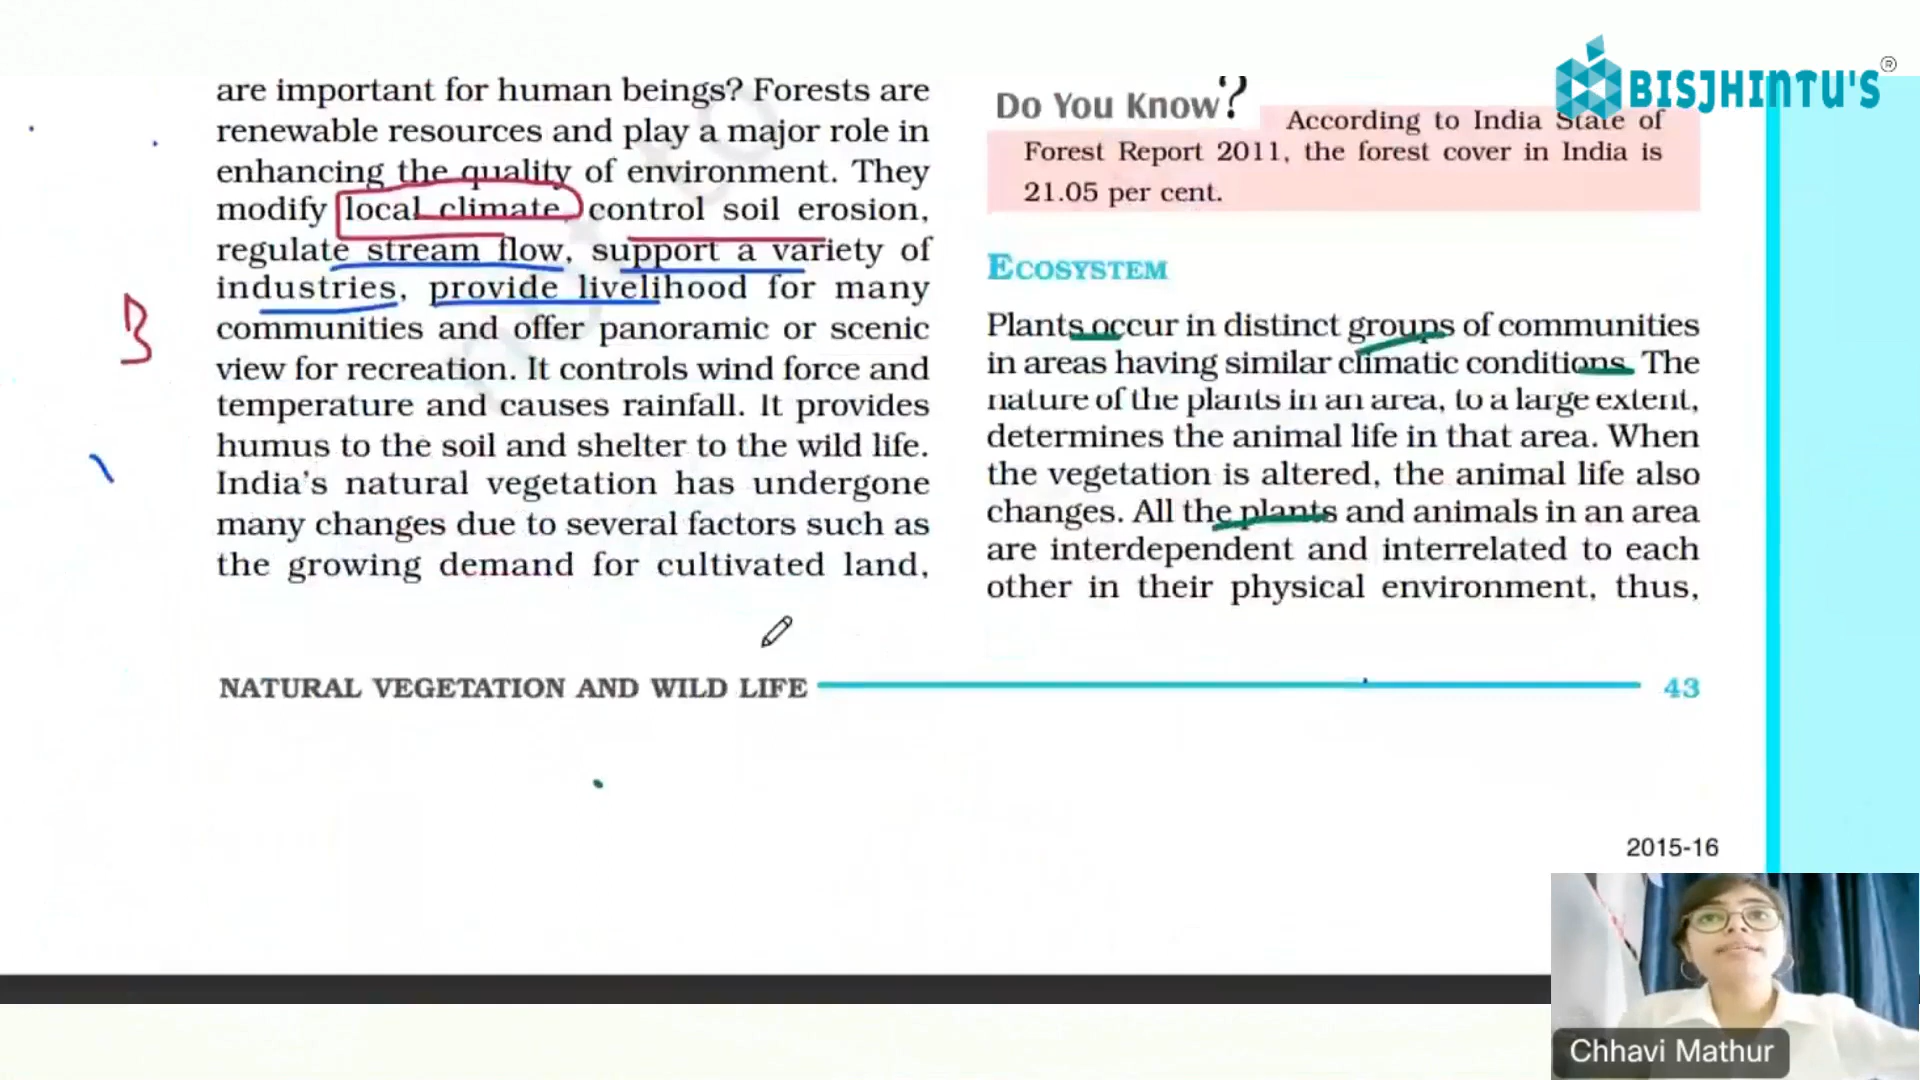 are important for human beings? Forests are
renewable resources and play a major role in
enhancing the quality of environment. They
modify local climate, control soil erosion,
regulate stream flow, support a variety of
industries, provide livelihood for many
communities and offer panoramic or scenic
view for recreation. It controls wind force and
temperature and causes rainfall. It provides
humus to the soil and shelter to the wild life.
India's natural vegetation has undergone
many changes due to several factors such as
the growing demand for cultivated land,
Do You Know?
According to India State of
Forest Report 2011, the forest cover in India is
21.05 per cent.
ECOSYSTEM
Plants occur in distinct groups of communities
in areas having similar climatic conditions. The
nature of the plants in an area, to a large extent,
determines the animal life in that area. When
the vegetation is altered, the animal life also
changes. All the plants and animals in an area
are interdependent and interrelated to each
other in their physical environment, thus,
NATURAL VEGETATION AND WILD LIFE 43
2015-16
BISJHINTU'S ®
Chhavi Mathur